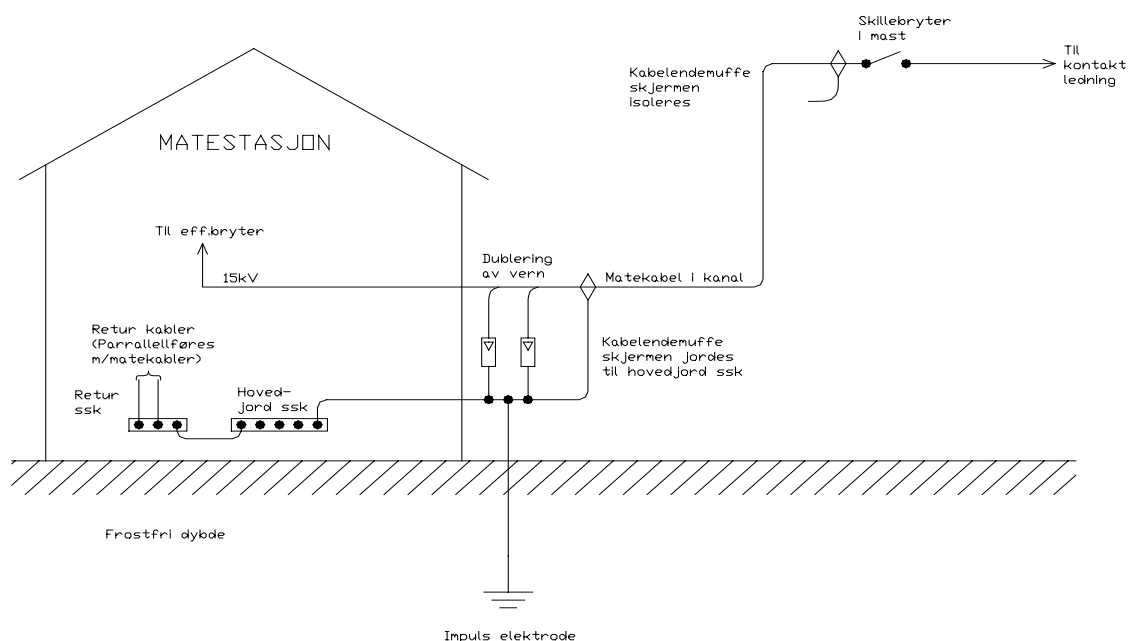 Skillebryter
i mast
Til
kontakt
ledning
Kabelendemuffe
skjermen
isoleres
MATESTASJON
Til eff.bryter
15kV
Dublering
av vern
Matekabel i kanal
Retur kabler
(Parrallellføres
m/matekabler)
Kabelendemuffe
skjermen jordes
til hovedjord ssk
Retur
ssk
Hoved-
jord ssk
Frostfri dybde
Impuls elektrode